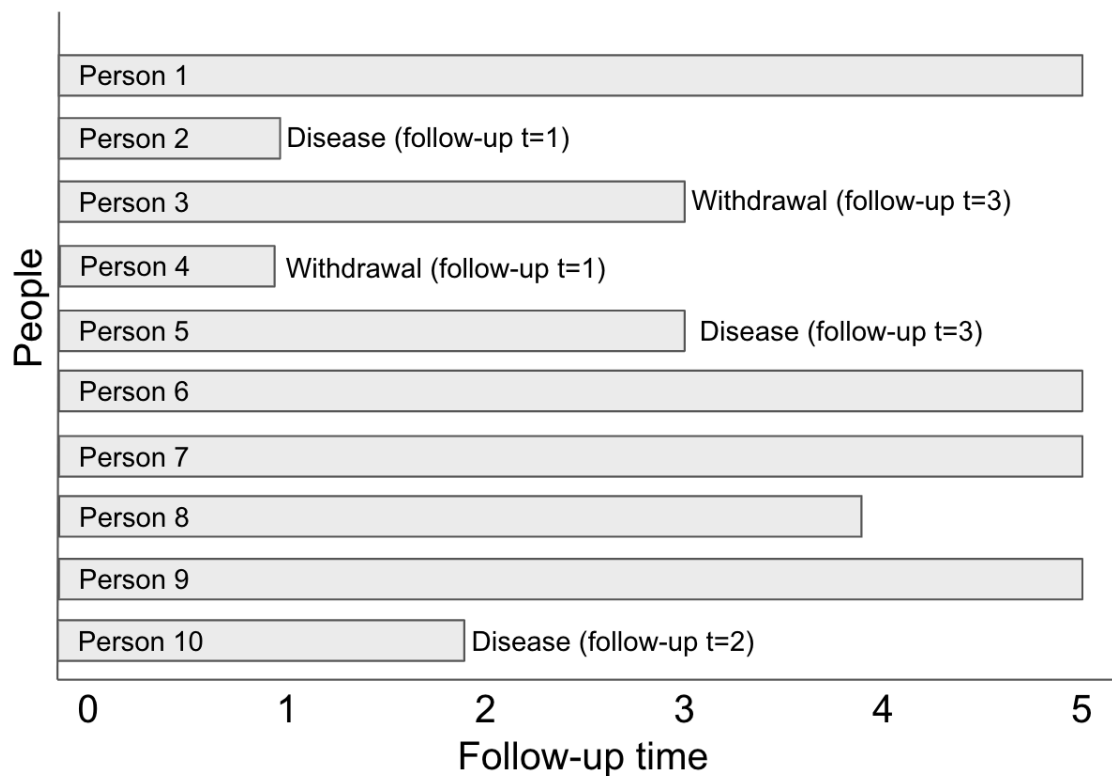 People
Person 1
Person 2 Disease (follow-up t=1)
Person 3 Withdrawal (follow-up t=3)
Person 4 Withdrawal (follow-up t=1)
Person 5 Disease (follow-up t=3)
Person 6
Person 7
Person 8
Person 9
Person 10 Disease (follow-up t=2)
0 1 2 3 4 5
Follow-up time